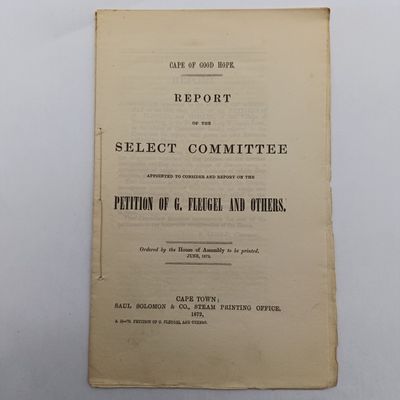 CAPE OF GOOD HOPE.
REPORT
OF THE
SELECT COMMITTEE
APPOINTED TO CONSIDER AND REPORT ON THE
PETITION OF G. FLEUGEL AND OTHERS.
Ordered by the House of Assembly to be printed.
JUNE, 1872.
CAPE TOWN:
SAUL SOLOMON & CO., STEAM PRINTING OFFICE.
1872.
PETITION OF G. FLEUGEL AND OTHERS.